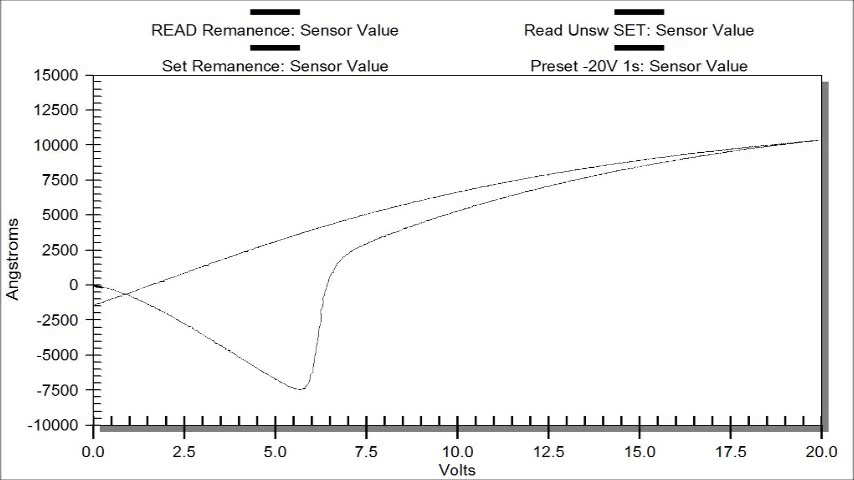 READ Remanence: Sensor Value
Read Unsw SET: Sensor Value
Set Remanence: Sensor Value
Preset -20V 1s: Sensor Value
15000
12500
10000
7500
5000
2500
0
-2500
-5000
-7500
-10000
Angstroms
0.0 2.5 5.0 7.5 10.0 12.5 15.0 17.5 20.0
Volts